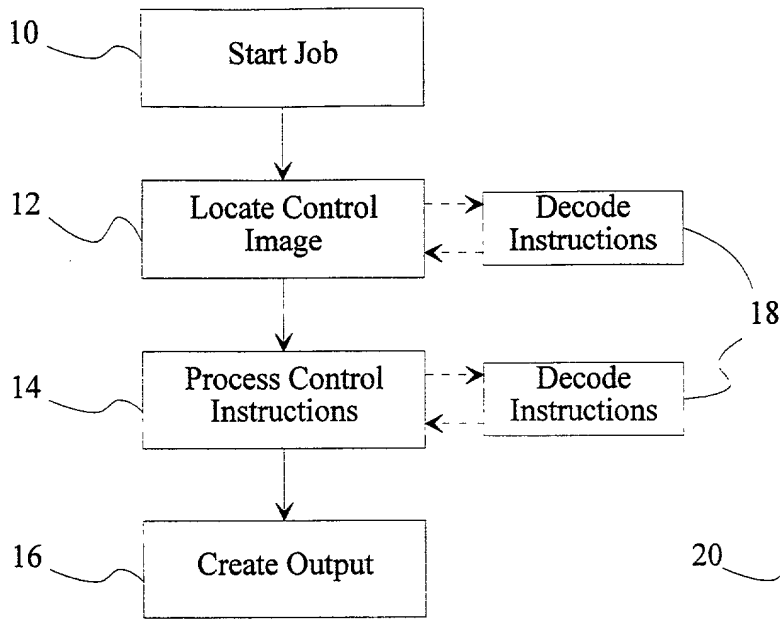 10
Start Job
12
Locate Control
Image
Decode
Instructions
18
14
Process Control
Instructions
Decode
Instructions
16
Create Output
20